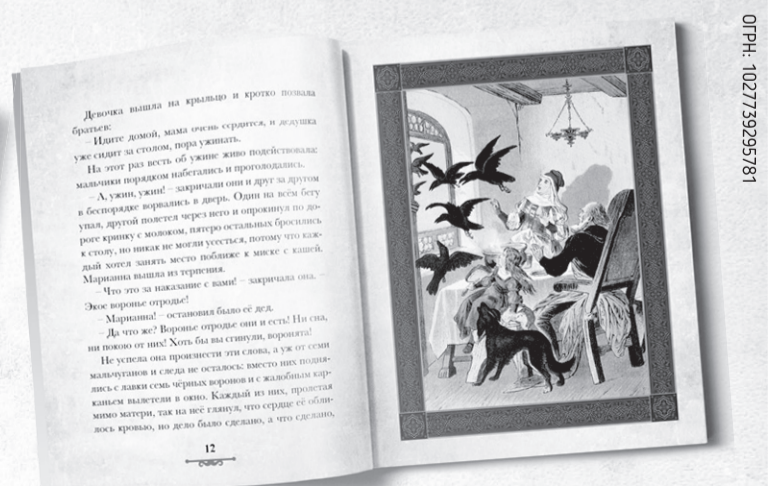 Девочка вышла на крыльцо и кротко позвала
братьев:
– Идите домой, мама очень сердится, и дедушка
уже сидит за столом, пора ужинать.
На этот раз весть об ужине живо подействовала;
мальчики порядком набегались и проголодались.
– А, ужин, ужин! – закричали они и друг за другом
в беспорядке ворвались в дверь. Один на всём бегу
упал, другой полетел через него и опрокинул по до-
роге кринку с молоком, пятеро остальных бросились
к столу, но никак не могли усесться, потому что каж-
дый хотел занять место поближе к миске с кашей.
Марианна вышла из терпения.
– Что это за наказание с вами! – закричала она. –
Экое воронье отродье!
– Марианна! – остановил было её дед.
– Да что же? Воронье отродье они и есть! Ни сна,
ни покою от них! Хоть бы вы сгинули, воронята!
Не успела она произнести эти слова, а уж от семи
мальчуганов и следа не осталось: вместо них подня-
лись с лавки семь чёрных воронов и с жалобным кар-
каньем вылетели в окно. Каждый из них, пролетая
мимо матери, так на неё глянул, что сердце её обли-
лось кровью, но дело было сделано, а что сделано,
12
ОГРН: 1027739295781